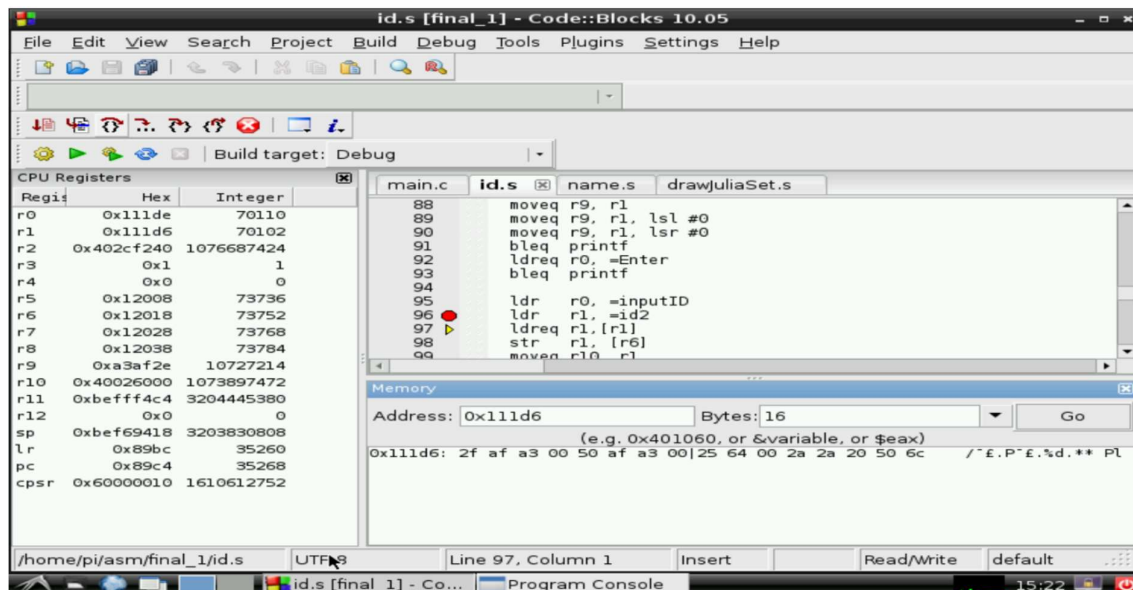 id.s [final_1] - Code::Blocks 10.05
File Edit View Search Project Build Debug Tools Plugins Settings Help
Build target: Debug
CPU Registers
main.c id.s name.s drawJuliaSet.s
Regis Hex Integer
r0 0x111de 70110
r1 0x111d6 70102
r2 0x402cf240 1076687424
r3 0x1 1
r4 0x0 0
r5 0x12008 73736
r6 0x12018 73752
r7 0x12028 73768
r8 0x12038 73784
r9 0xa3af2e 10727214
r10 0x40026000 1073897472
r11 0xbefff4c4 3204445380
r12 0x0 0
sp 0xbef69418 3203830808
lr 0x89bc 35260
pc 0x89c4 35268
cpsr 0x60000010 1610612752
88 moveq r9, r1
89 moveq r9, r1, lsl #0
90 moveq r9, r1, lsr #0
91 bleq printf
92 ldreq r0, =Enter
93 bleq printf
94
95 ldr r0, =inputID
96 ldr r1, =id2
97 ldreq r1,[r1]
98 str r1, [r6]
99 moveq r10, r1
Memory
Address: 0x111d6 Bytes: 16 Go
(e.g. 0x401060, or &variable, or $eax)
0x111d6: 2f af a3 00 50 af a3 00|25 64 00 2a 2a 20 50 6c /¯£.P¯£.%d.** Pl
/home/pi/asm/final_1/id.s UTF-8 Line 97, Column 1 Insert Read/Write default
id.s [final_1] - Co... Program Console 15:22